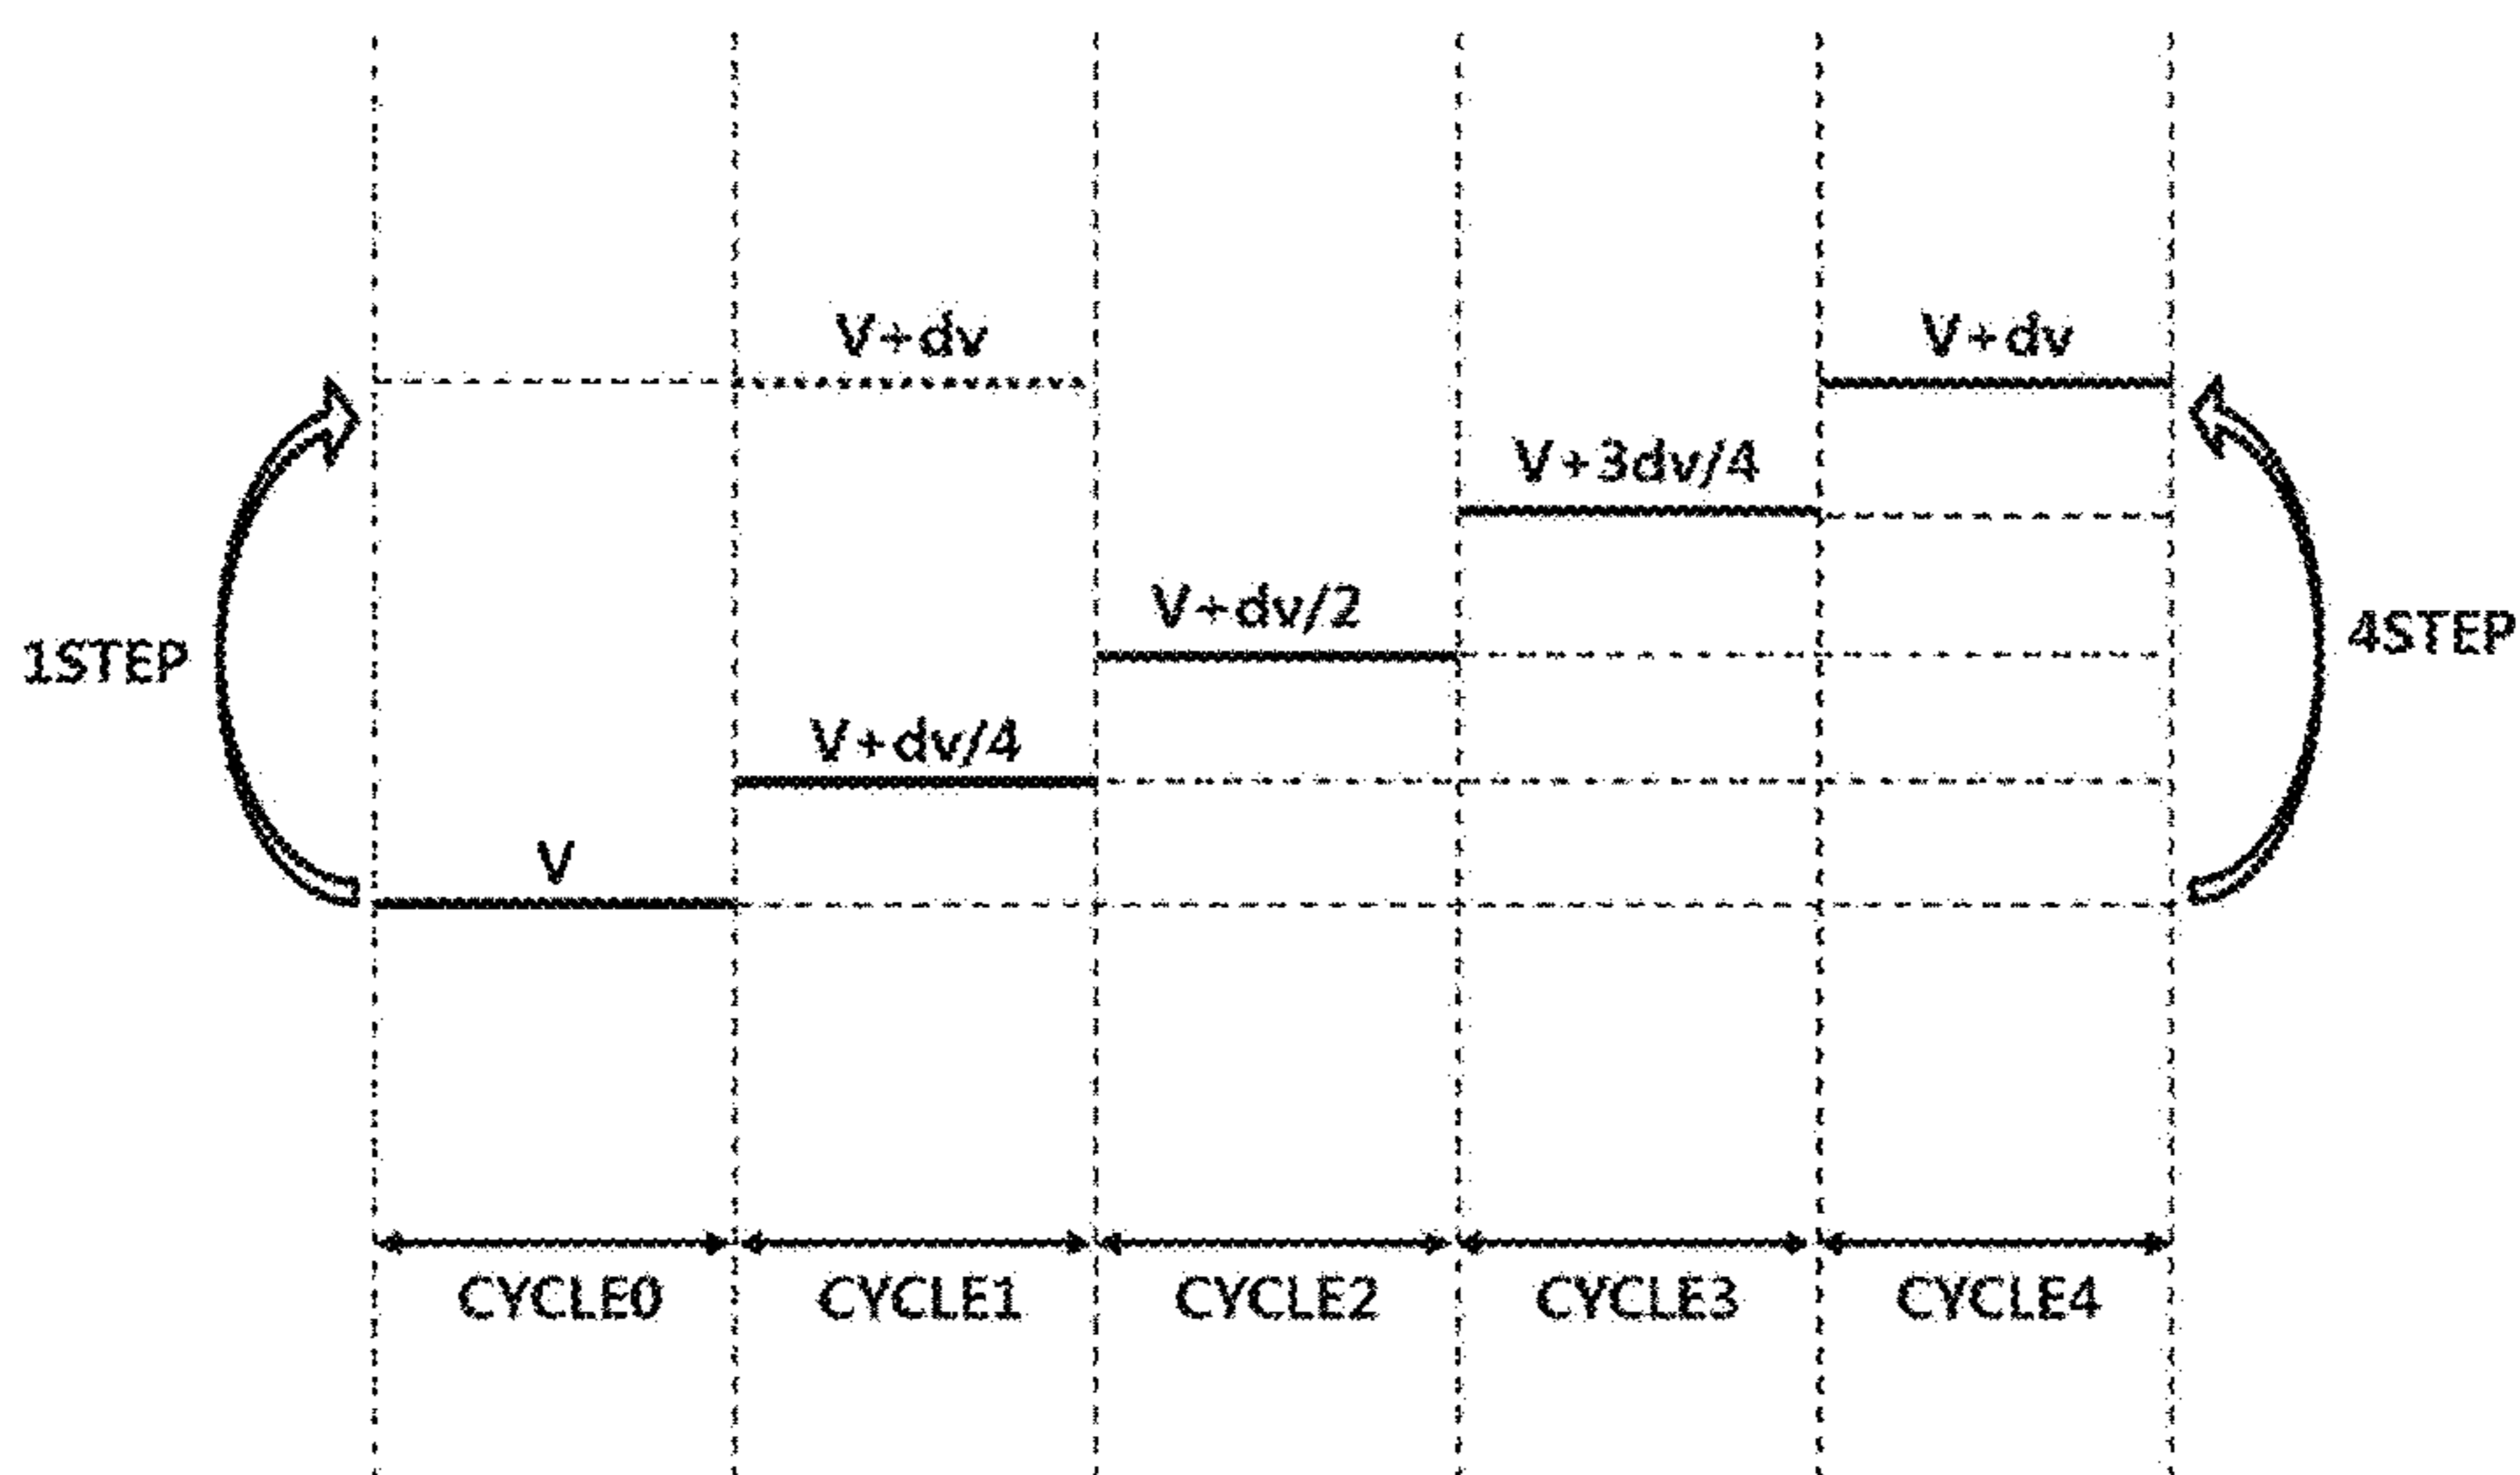 V+dv
V+dv
V+3dv/4
V+dv/2
1STEP
4STEP
V+dv/4
V
CYCLE0
CYCLE1
CYCLE2
CYCLE3
CYCLE4